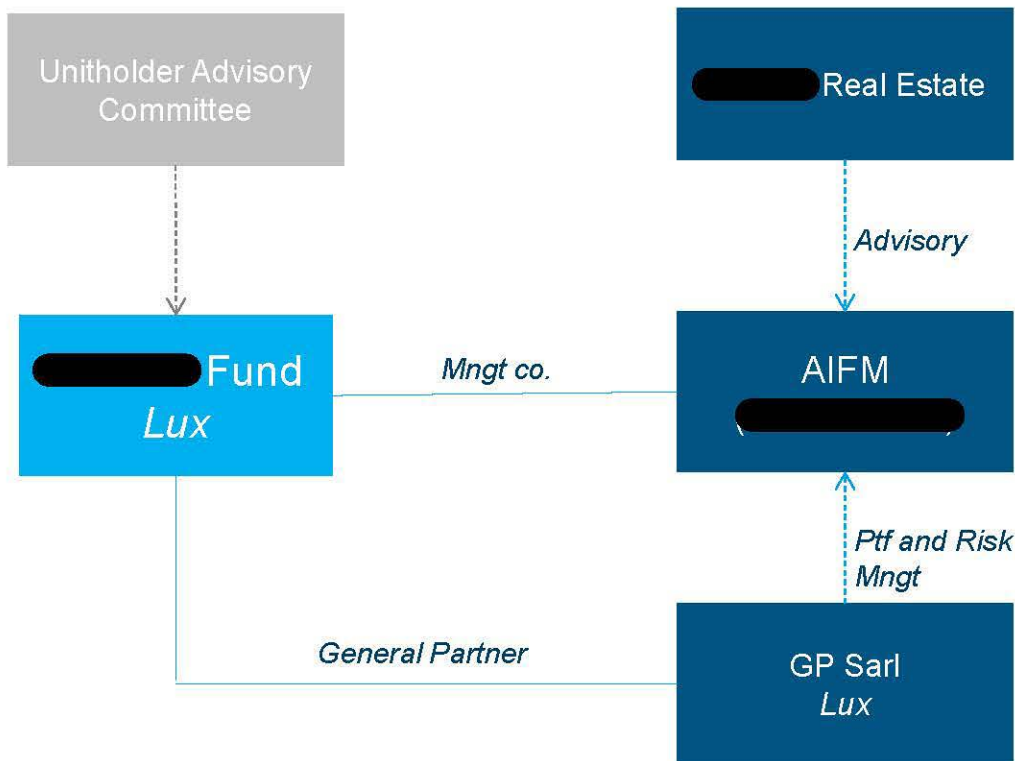 Unitholder Advisory
Committee
Real Estate
Advisory
Fund
Lux
Mngt co.
AIFM
Ptf and Risk
Mngt
General Partner
GP Sarl
Lux